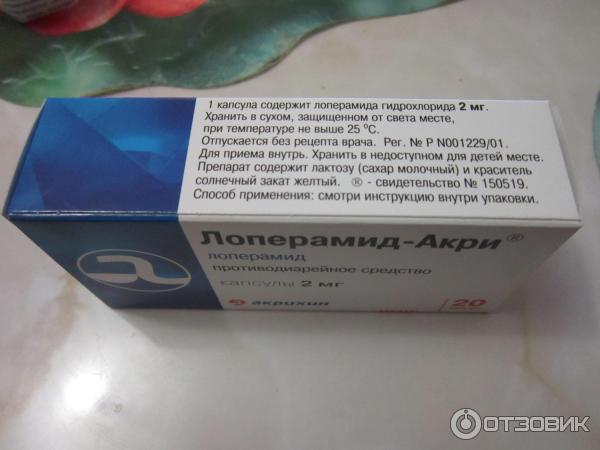 1 капсула содержит лоперамида гидрохлорида 2 мг.
Хранить в сухом, защищенном от света месте,
при температуре не выше 25 °С.
Отпускается без рецепта врача. Рег. № Р N001229/01.
Для приема внутрь. Хранить в недоступном для детей месте.
Препарат содержит лактозу (сахар молочный) и краситель
солнечный закат желтый. ® - свидетельство № 150519.
Способ применения: смотри инструкцию внутри упаковки.
Лоперамид-Акри®
лоперамид
противодиарейное средство
капсулы 2 мг
акрихин
20
ОТЗОВИК